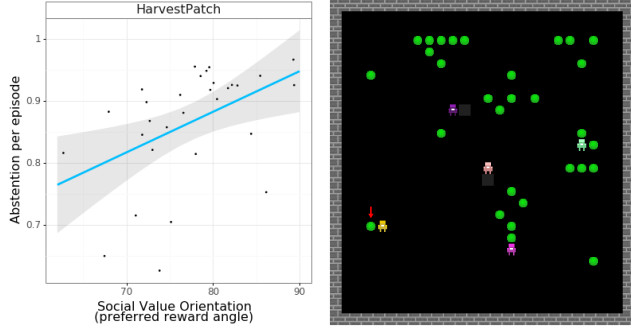 HarvestPatch
Abstention per episode
1
0.9
0.8
0.7
70
80
90
Social Value Orientation
(preferred reward angle)